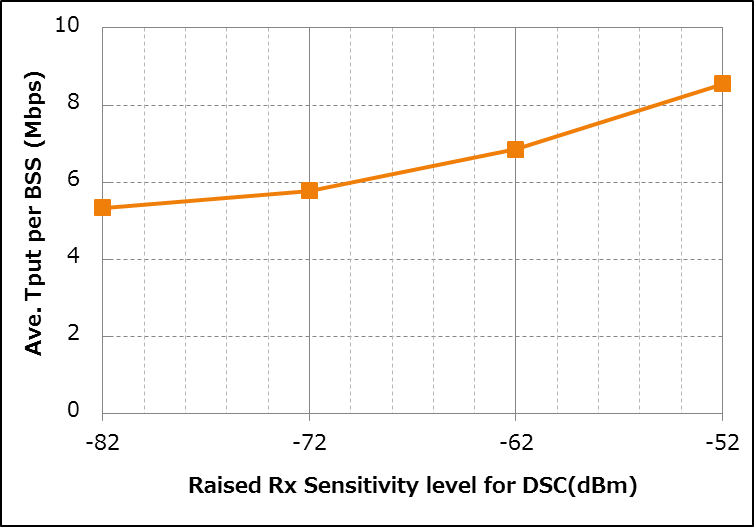 10
8
6
4
2
0
Ave. Tput per BSS (Mbps)
-82 -72 -62 -52
Raised Rx Sensitivity level for DSC(dBm)